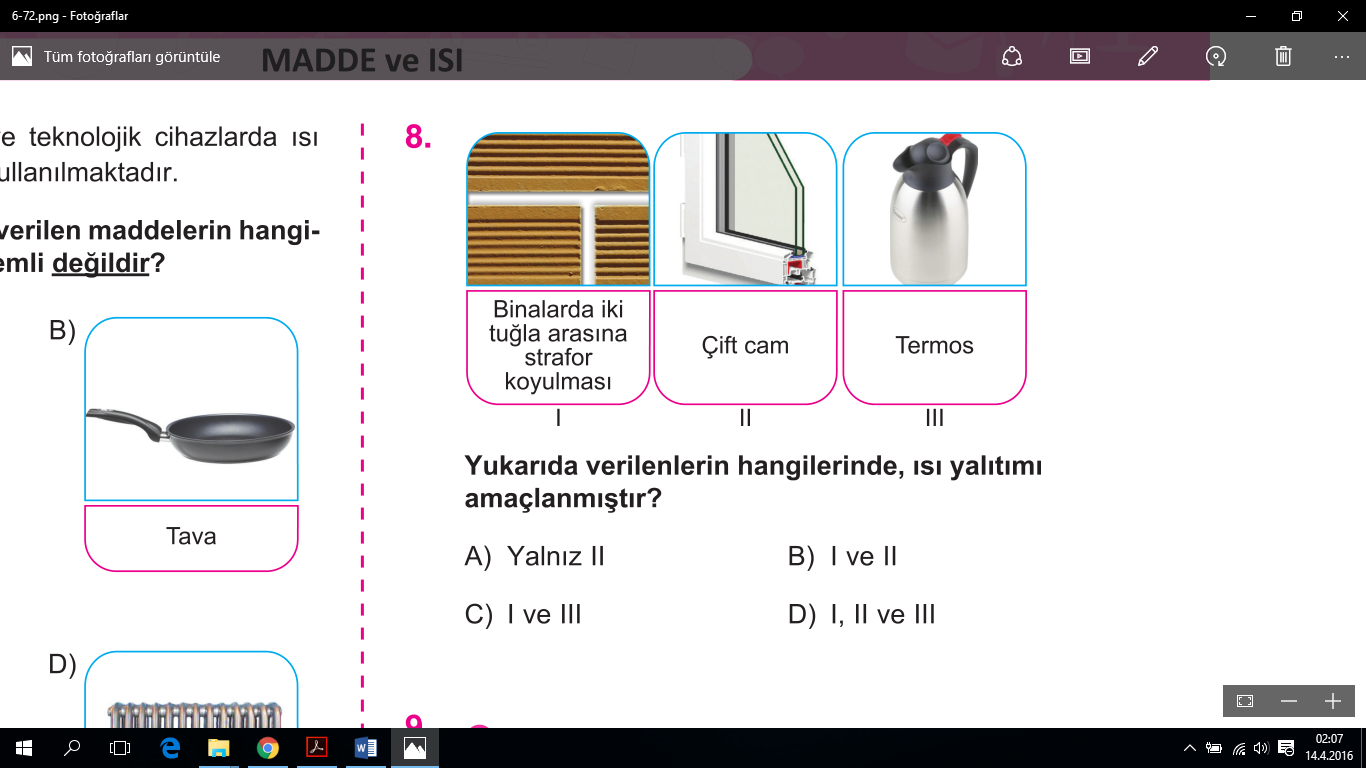 6-72.png - Fotoğraflar
Tüm fotoğrafları görüntüle
MADDE ve ISI
teknolojik cihazlarda ısı
verilen maddelerin hangi-
değildir?
B)
Tava
D)
8.
Binalarda iki
tuğla arasına
strafor
koyulması
I
Çift cam
II
Termos
III
Yukarıda verilenlerin hangilerinde, ısı yalıtımı
amaçlanmıştır?
A) Yalnız II
B) I ve II
C) I ve III
D) I, II ve III
9
02:07
14.4.2016